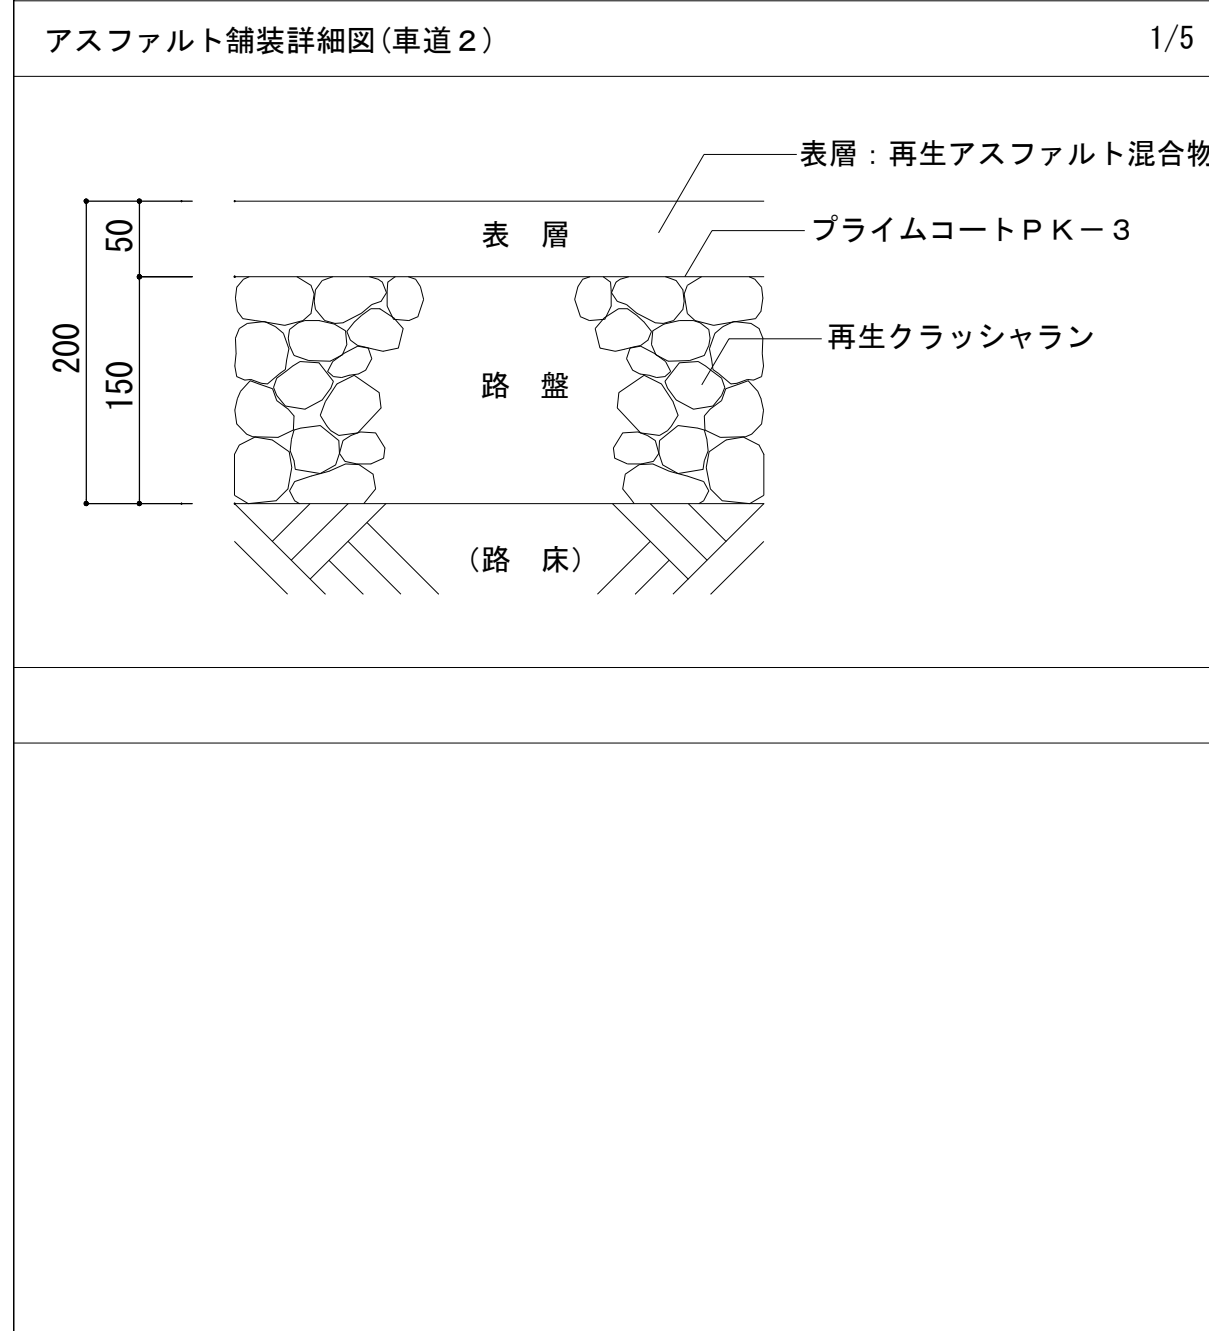 アスファルト舗装詳細図(車道２) 1/5
表層：再生アスファルト混合物
50
表　層
プライムコートＰＫ－３
200
再生クラッシャラン
150
路　盤
(路　床)